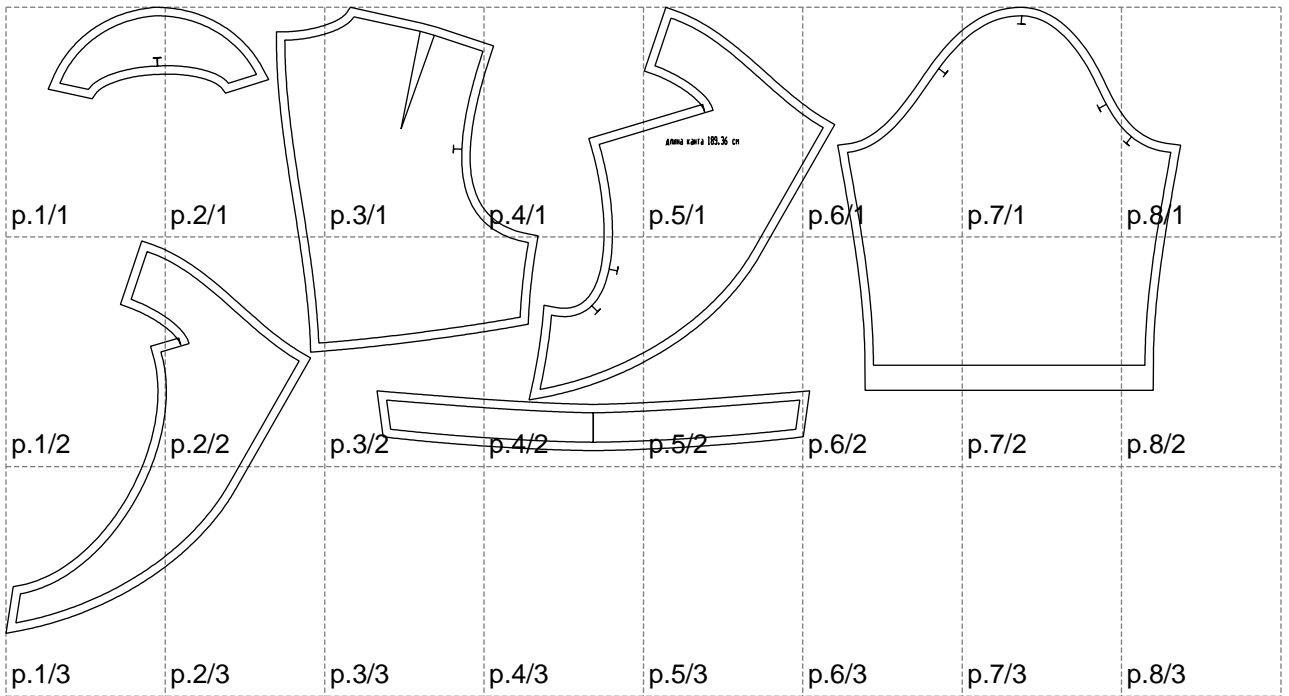 длина канта 189.36 см
p.1/1 p.2/1 p.3/1 p.4/1 p.5/1 p.6/1 p.7/1 p.8/1
p.1/2 p.2/2 p.3/2 p.4/2 p.5/2 p.6/2 p.7/2 p.8/2
p.1/3 p.2/3 p.3/3 p.4/3 p.5/3 p.6/3 p.7/3 p.8/3